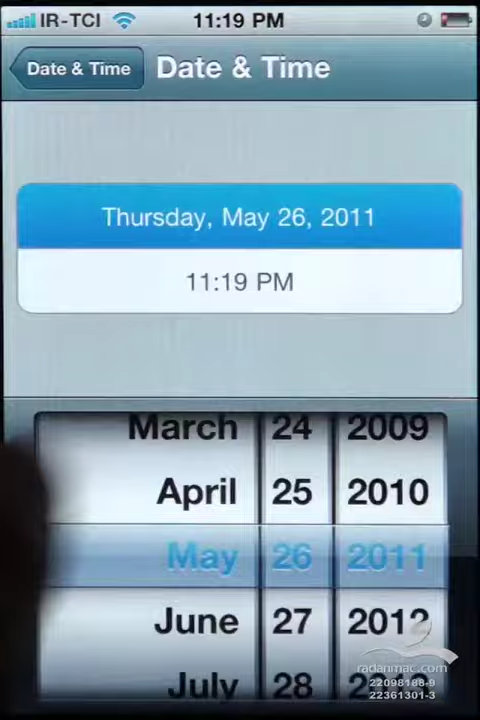 IR-TCI 11:19 PM
Date & Time Date & Time
Thursday, May 26, 2011
11:19 PM
March 24 2009
April 25 2010
May 26 2011
June 27 2012
July 28
radanmac.com
22098188-9
22361301-3